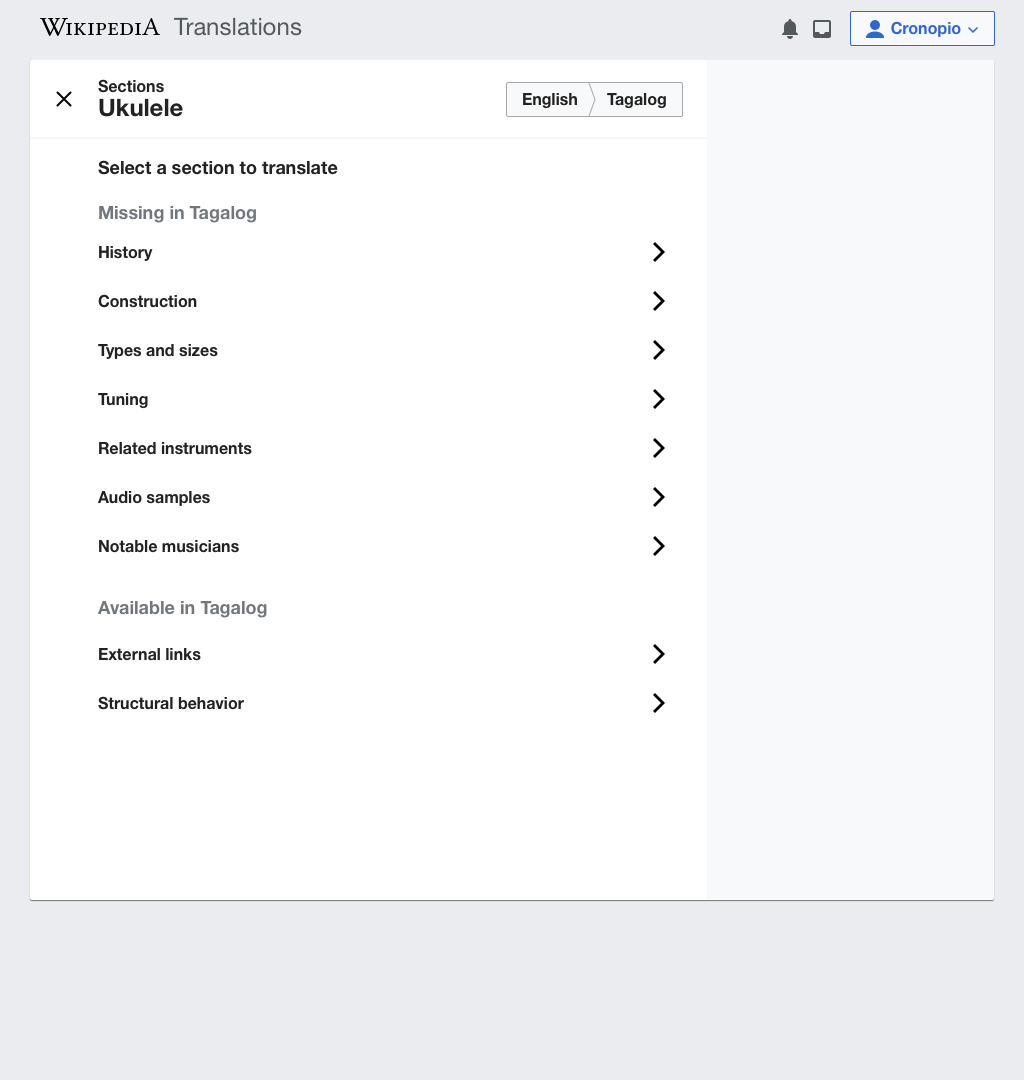 WIKIPEDIA Translations
Cronopio
Sections
Ukulele
English
Tagalog
Select a section to translate
Missing in Tagalog
History
Construction
Types and sizes
Tuning
Related instruments
Audio samples
Notable musicians
Available in Tagalog
External links
Structural behavior